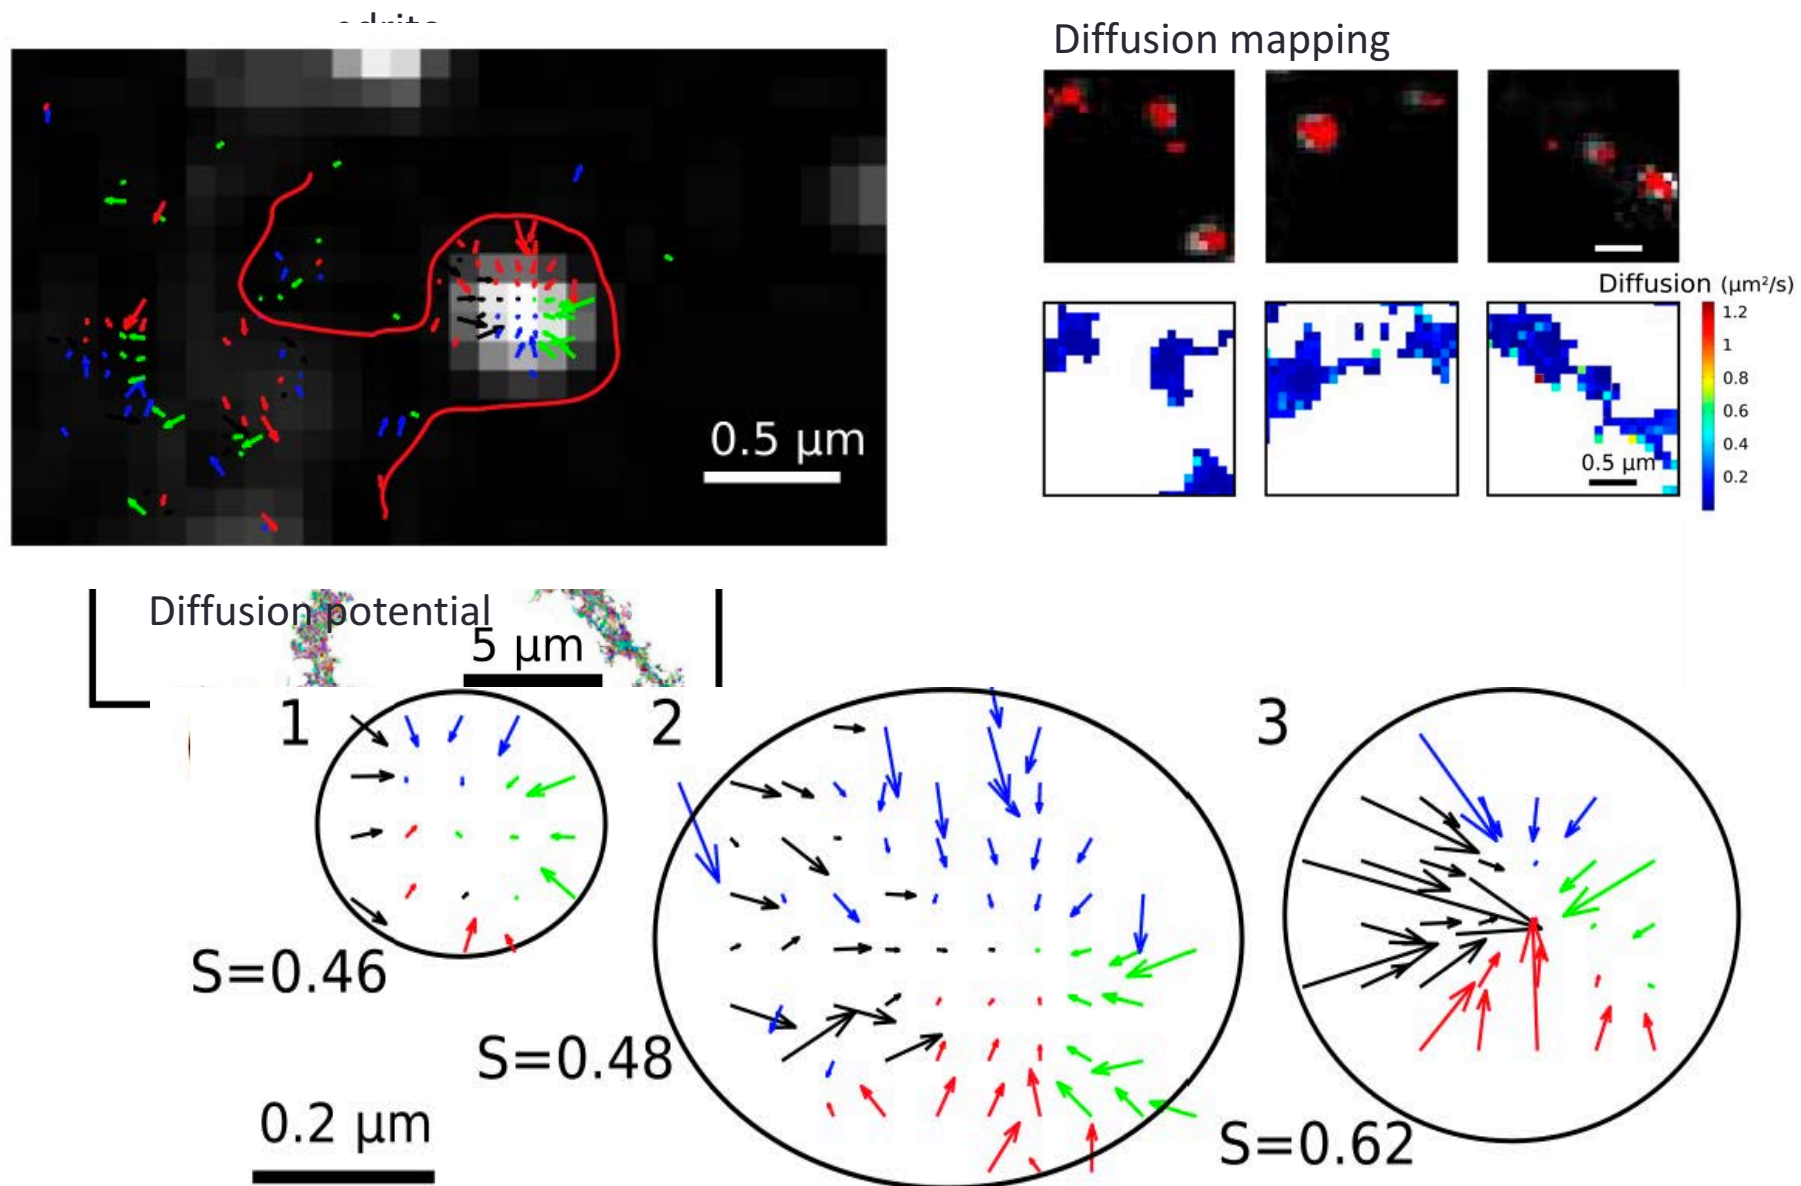 Diffusion mapping
0.5 μm
Diffusion (μm²/s)
1.2
1
0.8
0.6
0.4
0.2
0.5 μm
Diffusion potential
5 μm
1
2
3
S=0.46
S=0.48
S=0.62
0.2 μm